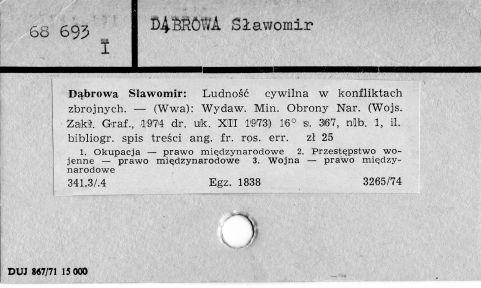 68 693
I
DĄBROWA Sławomir
Dąbrowa Sławomir: Ludność cywilna w konfliktach
zbrojnych. — (Wwa): Wydaw. Min. Obrony Nar. (Wojs.
Zakł. Graf., 1974 dr. uk. XII 1973) 16° s. 367, nlb. 1, il.
bibliogr. spis treści ang. fr. ros. err. zł 25
1. Okupacja — prawo międzynarodowe 2. Przestępstwo wo-
jenne — prawo międzynarodowe 3. Wojna — prawo między-
narodowe
341.3/.4 Egz. 1838 3265/74
DUJ 867/71 15 000